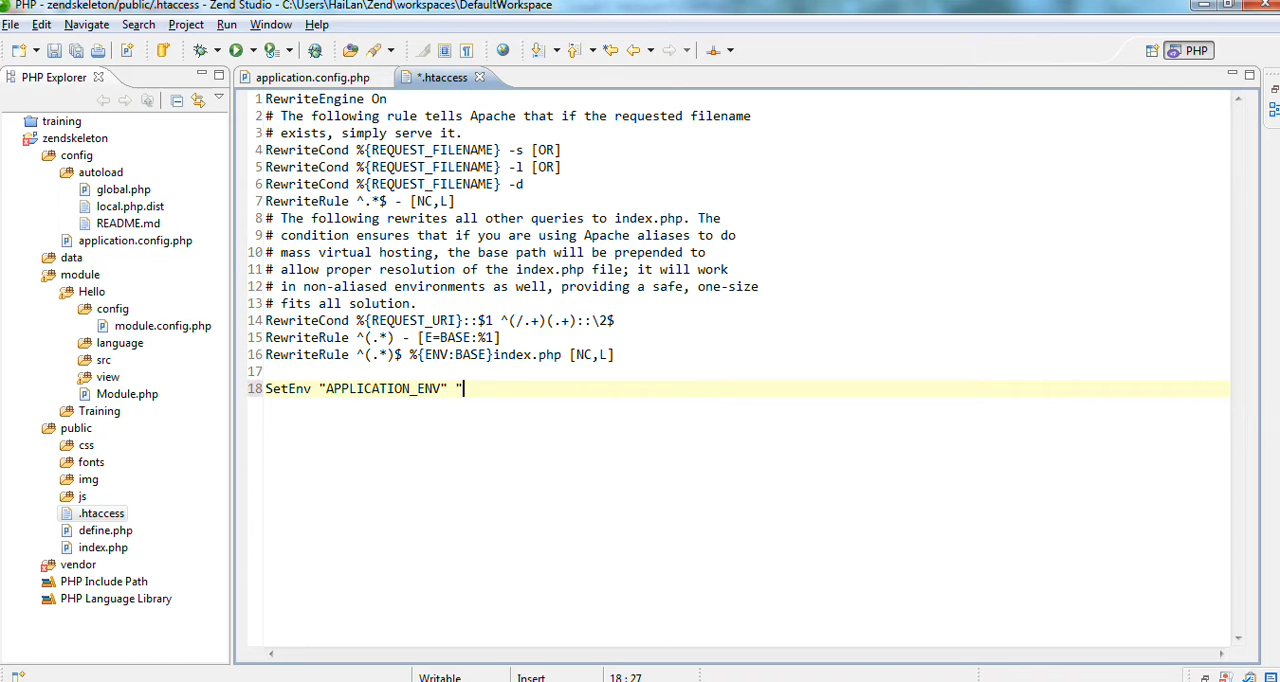 PHP - zendskeleton/public/.htaccess - Zend Studio - C:\Users\HaiLan\Zend\workspaces\DefaultWorkspace
File Edit Navigate Search Project Run Window Help
PHP
PHP Explorer
application.config.php
*.htaccess
training
zendskeleton
config
autoload
global.php
local.php.dist
README.md
application.config.php
data
module
Hello
config
module.config.php
language
src
view
Module.php
Training
public
css
fonts
img
js
.htaccess
define.php
index.php
vendor
PHP Include Path
PHP Language Library
1 RewriteEngine On
2 # The following rule tells Apache that if the requested filename
3 # exists, simply serve it.
4 RewriteCond %{REQUEST_FILENAME} -s [OR]
5 RewriteCond %{REQUEST_FILENAME} -l [OR]
6 RewriteCond %{REQUEST_FILENAME} -d
7 RewriteRule ^.*$ - [NC,L]
8 # The following rewrites all other queries to index.php. The
9 # condition ensures that if you are using Apache aliases to do
10 # mass virtual hosting, the base path will be prepended to
11 # allow proper resolution of the index.php file; it will work
12 # in non-aliased environments as well, providing a safe, one-size
13 # fits all solution.
14 RewriteCond %{REQUEST_URI}::$1 ^(/.+)(.+)::\2$
15 RewriteRule ^(.*) - [E=BASE:%1]
16 RewriteRule ^(.*)$ %{ENV:BASE}index.php [NC,L]
17
18 SetEnv "APPLICATION_ENV" "
Writable Insert 18 : 27